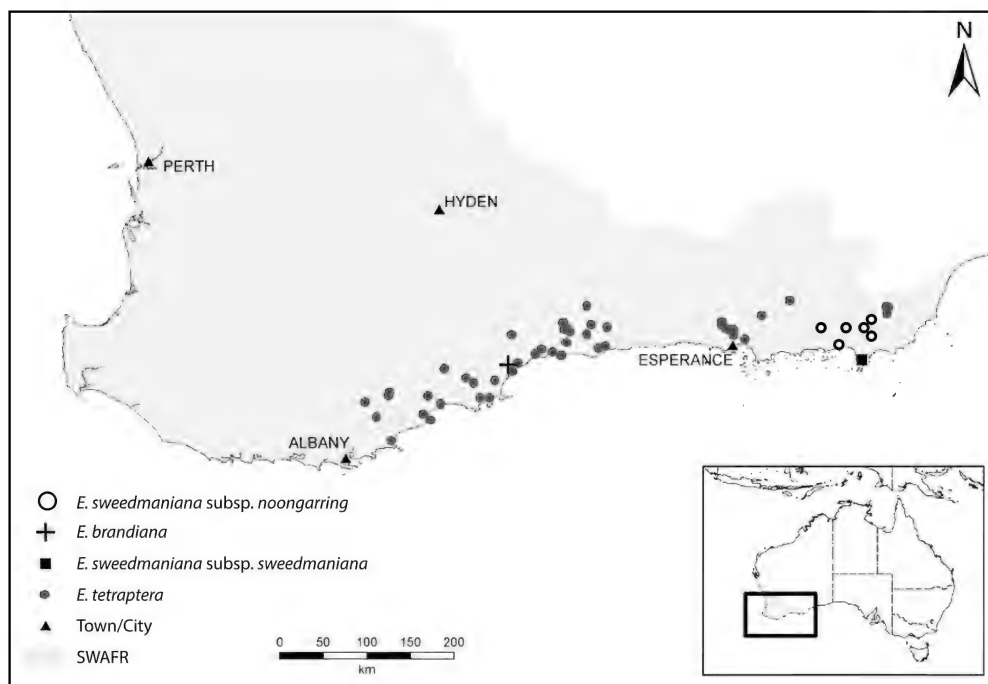 N
PERTH
HYDEN
ESPERANCE
ALBANY
E. sweedmaniana subsp. noongarring
E. brandiana
E. sweedmaniana subsp. sweedmaniana
E. tetraptera
Town/City
SWAFR
0 50 100 150 200
km